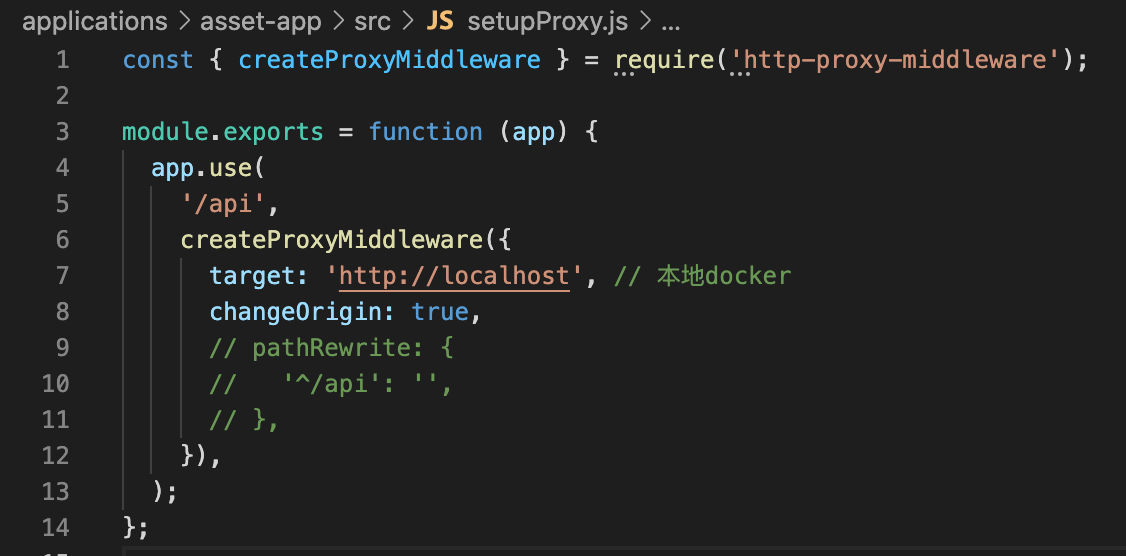 applications > asset-app > src > JS setupProxy.js > ...
1 const { createProxyMiddleware } = require('http-proxy-middleware');
2
3 module.exports = function (app) {
4   app.use(
5     '/api',
6     createProxyMiddleware({
7       target: 'http://localhost', // 本地docker
8       changeOrigin: true,
9       // pathRewrite: {
10       //   '^/api': '',
11       // },
12     }),
13   );
14 };